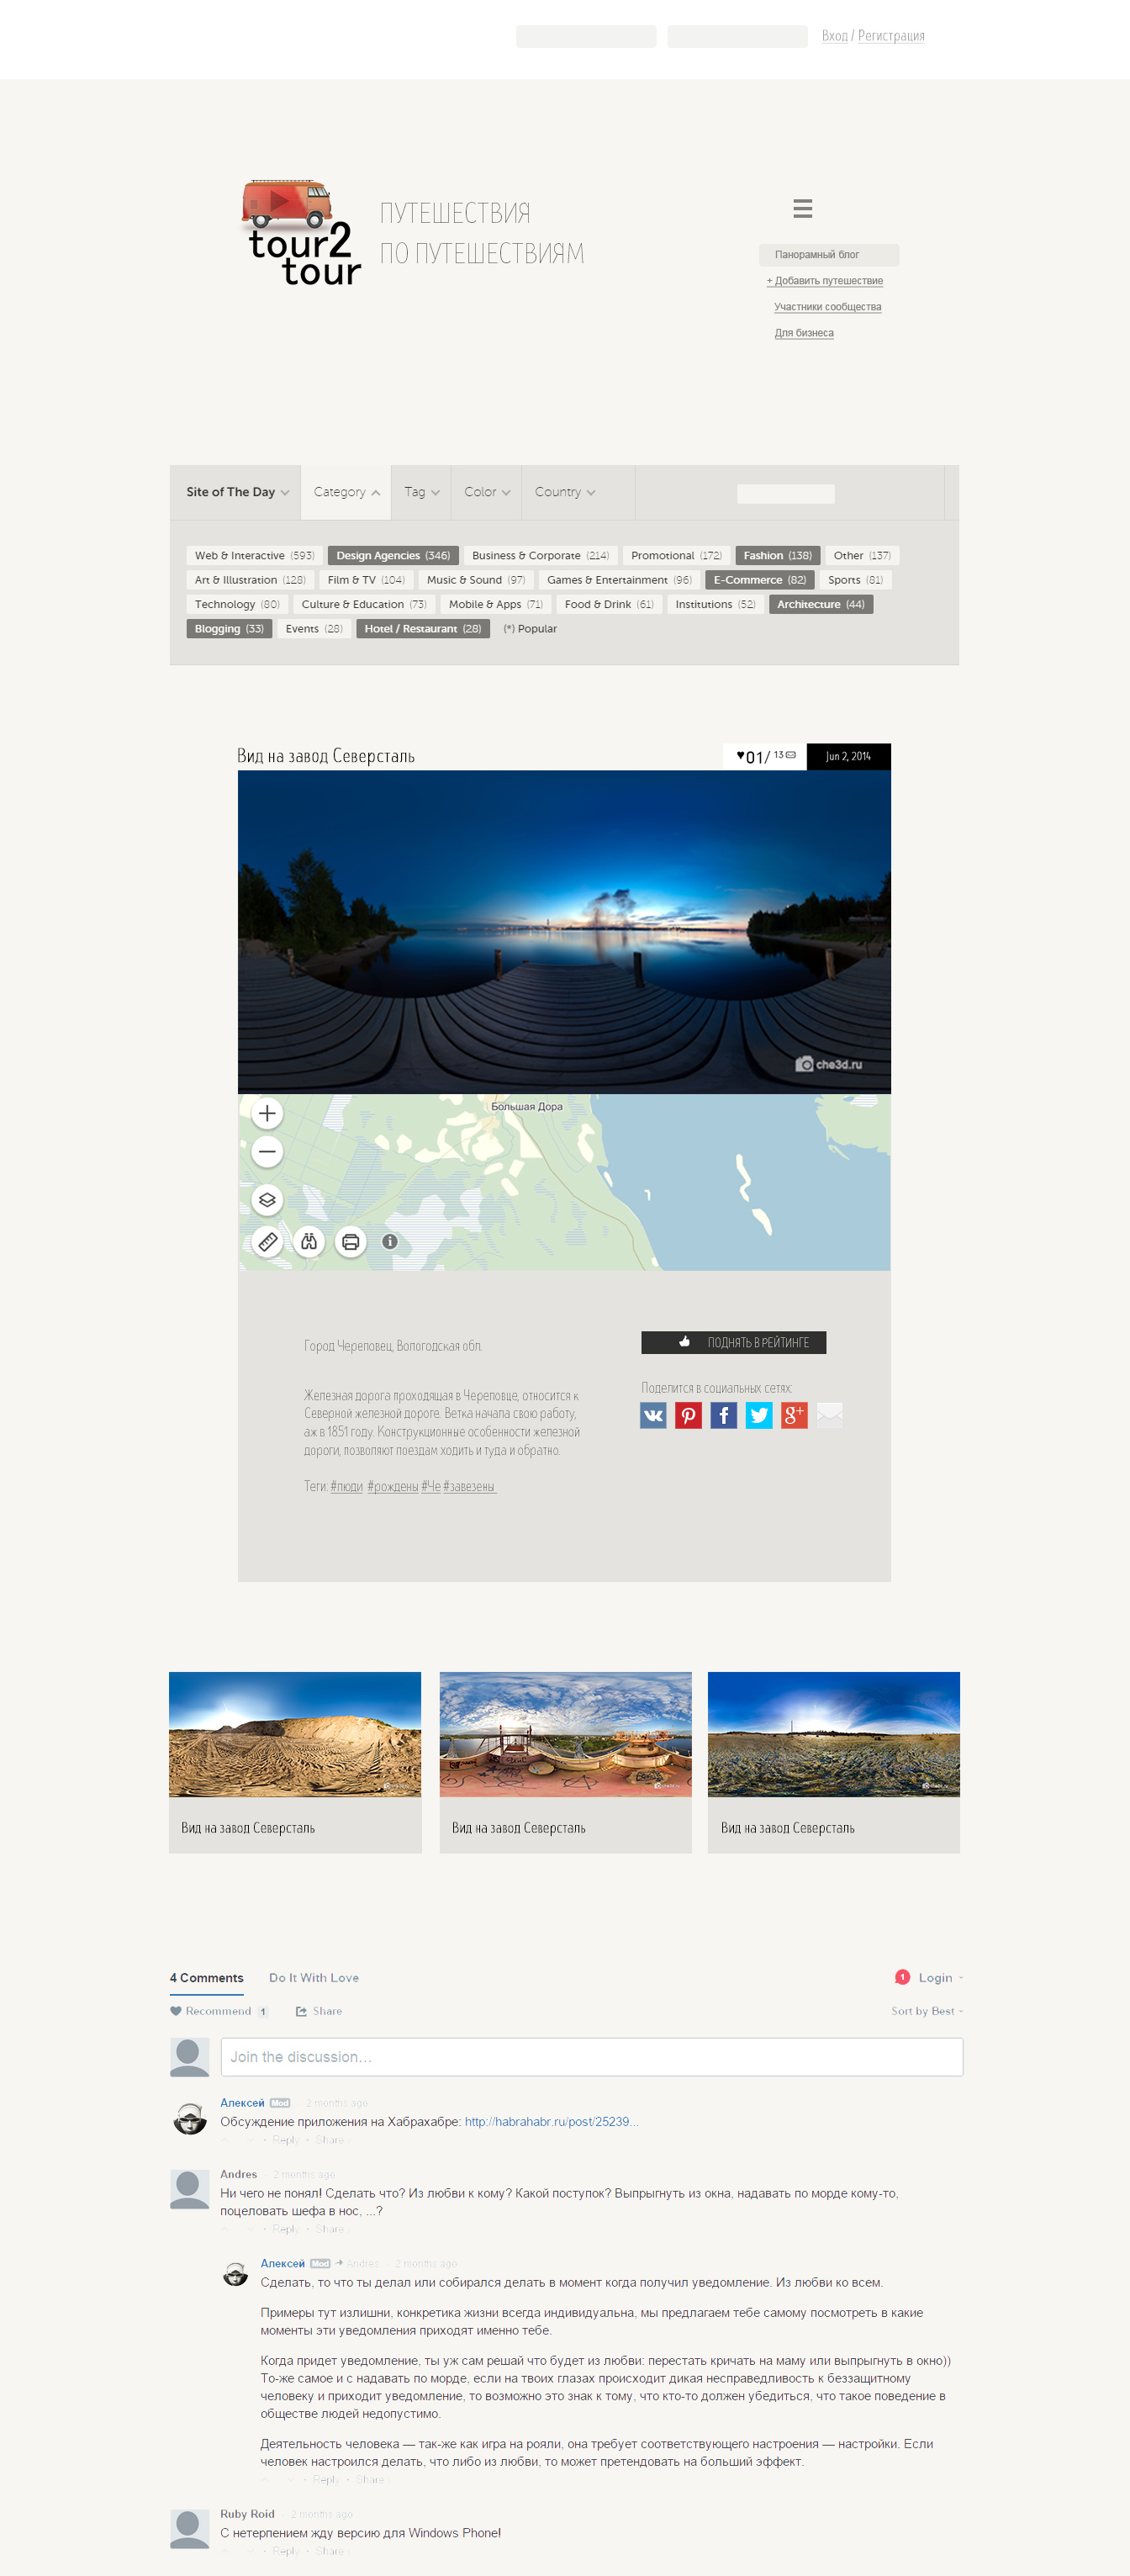 Вход / Регистрация
tour2
tour
ПУТЕШЕСТВИЯ
ПО ПУТЕШЕСТВИЯМ
Панорамный блог
+ Добавить путешествие
Участники сообщества
Для бизнеса
Site of The Day Category Tag Color Country
Web & Interactive (593) Design Agencies (346) Business & Corporate (214) Promotional (172) Fashion (138) Other (137)
Art & Illustration (128) Film & TV (104) Music & Sound (97) Games & Entertainment (96) E-Commerce (82) Sports (81)
Technology (80) Culture & Education (73) Mobile & Apps (71) Food & Drink (61) Institutions (52) Architecture (44)
Blogging (33) Events (28) Hotel / Restaurant (28) (*) Popular
Вид на завод Северсталь ♥01/ 13 Jun 2, 2014
che3d.ru
Большая Дора
Город Череповец, Вологодская обл.
Железная дорога проходящая в Череповце, относится к
Северной железной дороге. Ветка начала свою работу,
аж в 1851 году. Конструкционные особенности железной
дороги, позволяют поездам ходить и туда и обратно.
Теги: #люди #рождены #Че #завезены
ПОДНЯТЬ В РЕЙТИНГЕ
Поделится в социальных сетях:
che3d.ru
che3d.ru
che3d.ru
Вид на завод Северсталь
Вид на завод Северсталь
Вид на завод Северсталь
4 Comments Do It With Love 1 Login
Recommend 1 Share Sort by Best
Join the discussion...
Алексей Mod 2 months ago
Обсуждение приложения на Хабрахабре: http://habrahabr.ru/post/25239...
• Reply • Share ›
Andres 2 months ago
Ни чего не понял! Сделать что? Из любви к кому? Какой поступок? Выпрыгнуть из окна, надавать по морде кому-то,
поцеловать шефа в нос, ...?
• Reply • Share ›
Алексей Mod Andres 2 months ago
Сделать, то что ты делал или собирался делать в момент когда получил уведомление. Из любви ко всем.
Примеры тут излишни, конкретика жизни всегда индивидуальна, мы предлагаем тебе самому посмотреть в какие
моменты эти уведомления приходят именно тебе.
Когда придет уведомление, ты уж сам решай что будет из любви: перестать кричать на маму или выпрыгнуть в окно))
То-же самое и с надавать по морде, если на твоих глазах происходит дикая несправедливость к беззащитному
человеку и приходит уведомление, то возможно это знак к тому, что кто-то должен убедиться, что такое поведение в
обществе людей недопустимо.
Деятельность человека — так-же как игра на рояли, она требует соответствующего настроения — настройки. Если
человек настроился делать, что либо из любви, то может претендовать на больший эффект.
• Reply • Share ›
Ruby Roid 2 months ago
С нетерпением жду версию для Windows Phone!
• Reply • Share ›